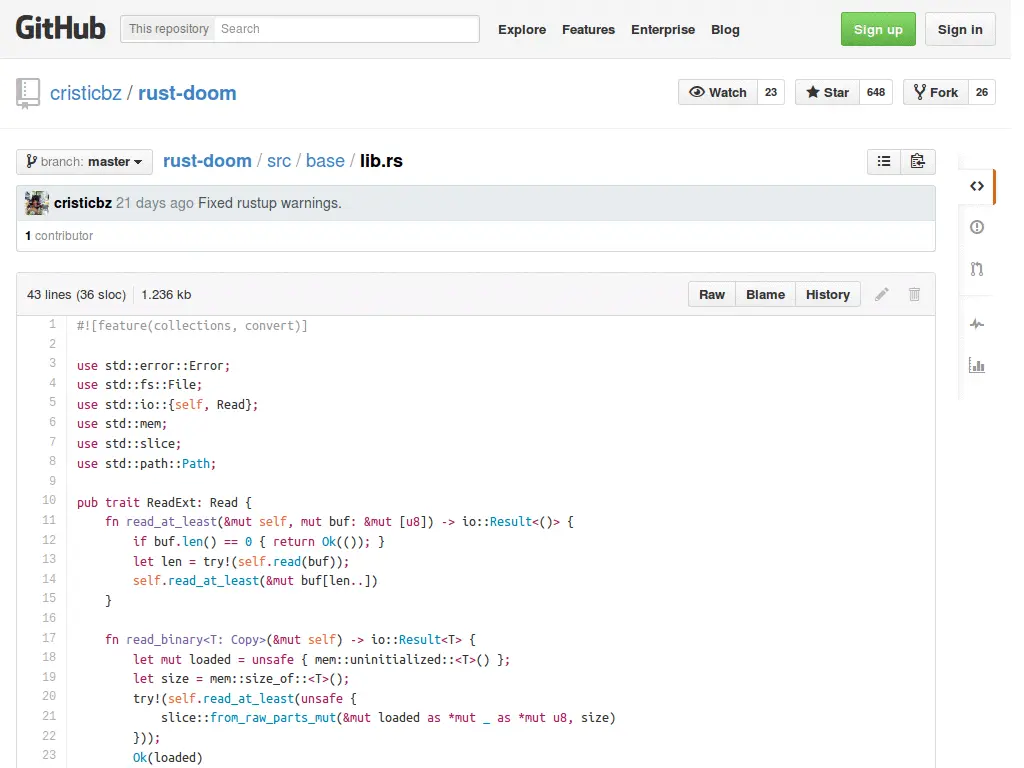 GitHub This repository Search Explore Features Enterprise Blog Sign up Sign in
cristicbz / rust-doom Watch 23 Star 648 Fork 26
branch: master rust-doom / src / base / lib.rs
cristicbz 21 days ago Fixed rustup warnings.
1 contributor
43 lines (36 sloc) 1.236 kb Raw Blame History
1 #![feature(collections, convert)]
2
3 use std::error::Error;
4 use std::fs::File;
5 use std::io::{self, Read};
6 use std::mem;
7 use std::slice;
8 use std::path::Path;
9
10 pub trait ReadExt: Read {
11     fn read_at_least(&mut self, mut buf: &mut [u8]) -> io::Result<()> {
12         if buf.len() == 0 { return Ok(()); }
13         let len = try!(self.read(buf));
14         self.read_at_least(&mut buf[len..])
15     }
16
17     fn read_binary<T: Copy>(&mut self) -> io::Result<T> {
18         let mut loaded = unsafe { mem::uninitialized::<T>() };
19         let size = mem::size_of::<T>();
20         try!(self.read_at_least(unsafe {
21             slice::from_raw_parts_mut(&mut loaded as *mut _ as *mut u8, size)
22         }));
23         Ok(loaded)